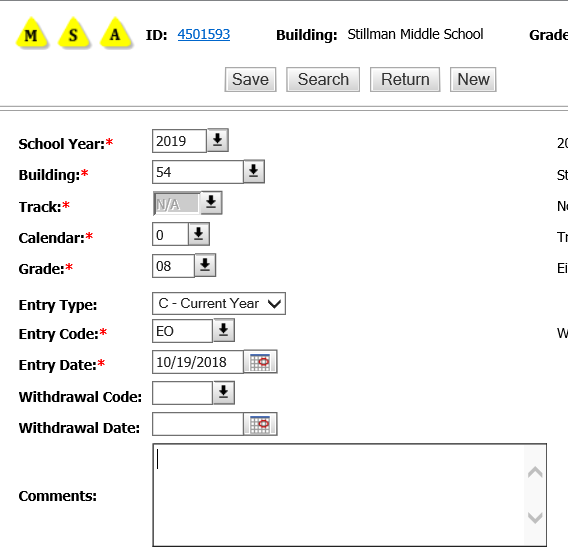 M S A ID: 4501593 Building: Stillman Middle School Grade
Save Search Return New
School Year:* 2019 20
Building:* 54 St
Track:* N/A No
Calendar:* 0 Tr
Grade:* 08 Ei
Entry Type: C - Current Year
Entry Code:* EO W
Entry Date:* 10/19/2018
Withdrawal Code:
Withdrawal Date:
Comments: